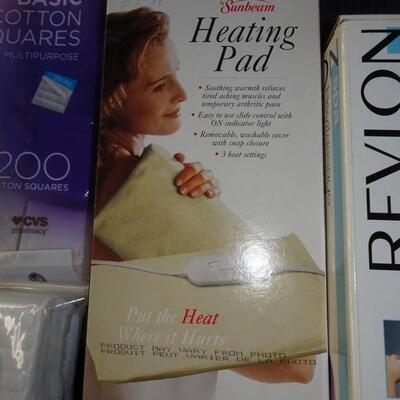 BASIC
COTTON
SQUARES
MULTIPURPOSE
200
COTTON SQUARES
CVS
pharmacy
by Sunbeam
Heating
Pad
• Soothing warmth relieves
tired aching muscles and
temporary arthritic pain
• Easy to use slide control with
ON indicator light
• Removable, washable cover
with snap closure
• 3 heat settings
Put the Heat
Where it Hurts
PRODUCT MAY VARY FROM PHOTO
PRODUIT PEUT VARIER DE LA PHOTO
REVLON